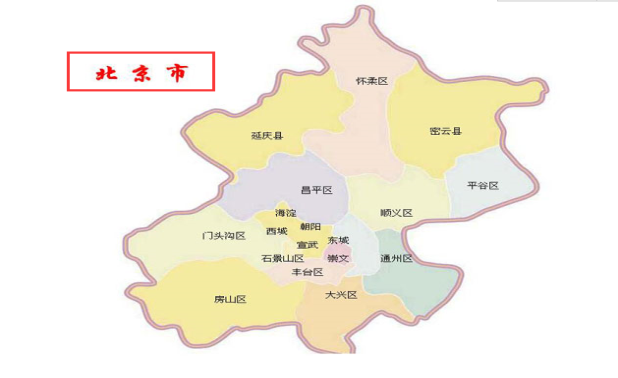 北京市
怀柔区
延庆县
密云县
昌平区
平谷区
海淀
顺义区
西城
朝阳
门头沟区
东城
宣武
石景山区
崇文
通州区
丰台区
房山区
大兴区